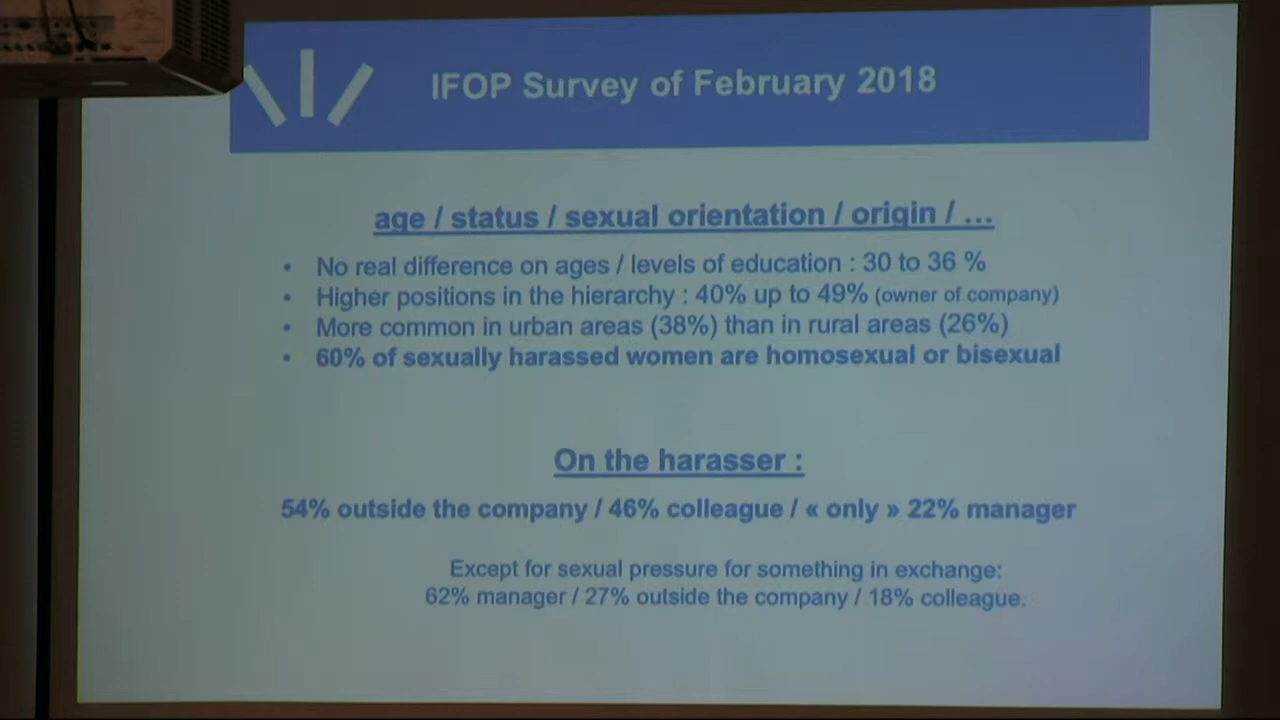 IFOP Survey of February 2018
age / status / sexual orientation / origin / ...
• No real difference on ages / levels of education : 30 to 36 %
• Higher positions in the hierarchy : 40% up to 49% (owner of company)
• More common in urban areas (38%) than in rural areas (26%)
• 60% of sexually harassed women are homosexual or bisexual
On the harasser :
54% outside the company / 46% colleague / « only » 22% manager
Except for sexual pressure for something in exchange:
62% manager / 27% outside the company / 18% colleague.